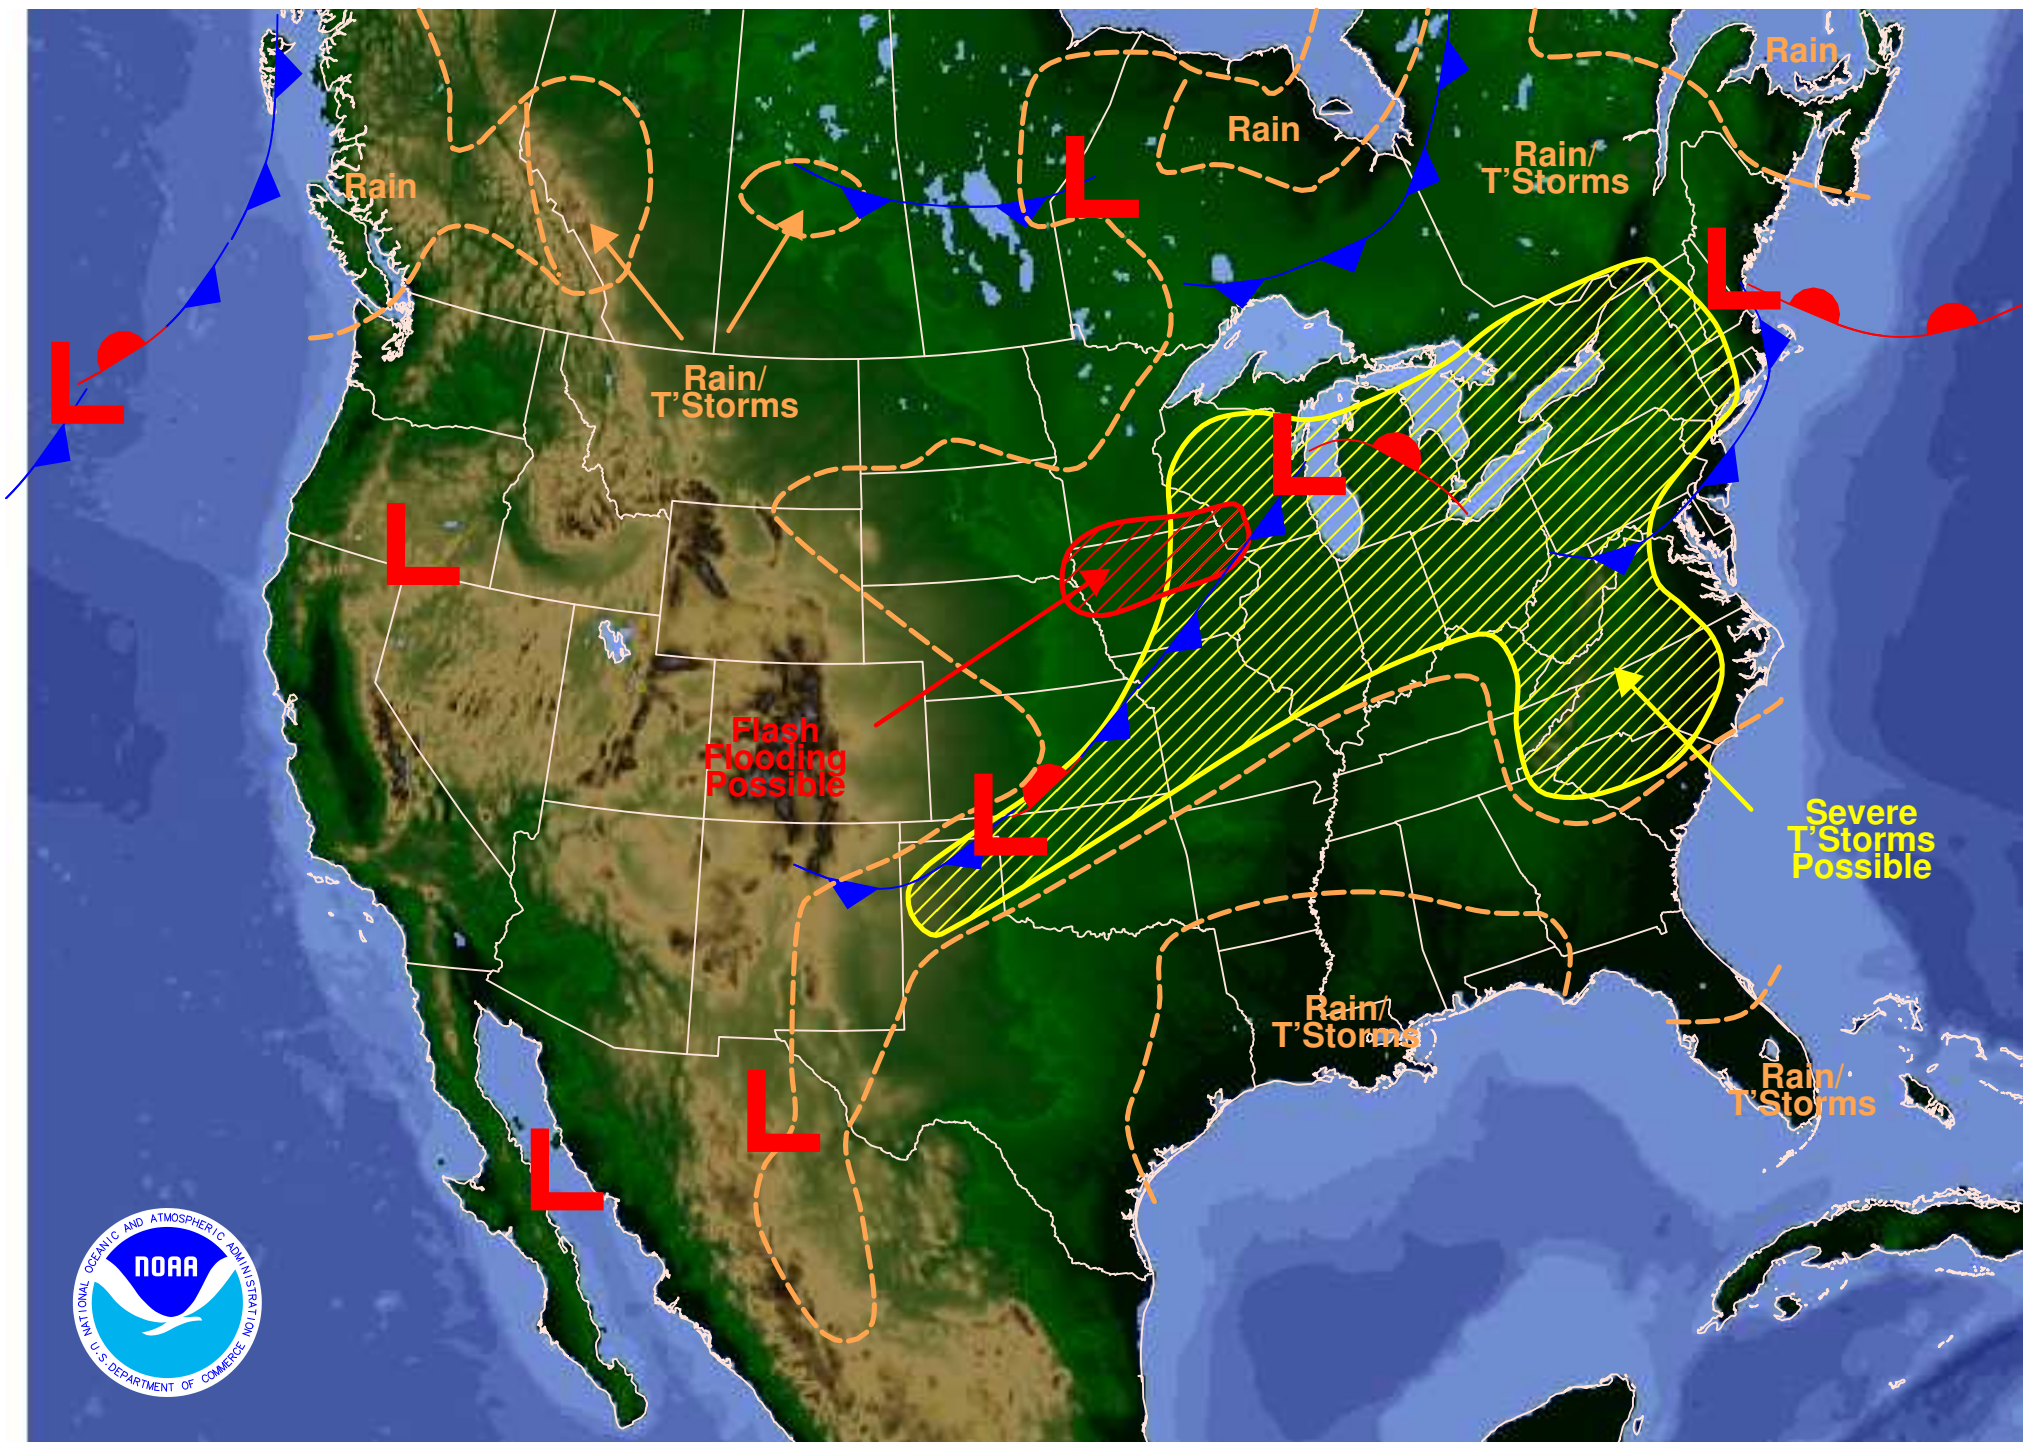 Rain
Rain
Rain/
T'Storms
Rain
Rain/
T'Storms
Flash
Flooding
Possible
Severe
T'Storms
Possible
Rain/
T'Storms
Rain/
T'Storms
L
L
L
L
L
L
L
L
L
NATIONAL OCEANIC AND ATMOSPHERIC ADMINISTRATION
NOAA
U.S. DEPARTMENT OF COMMERCE